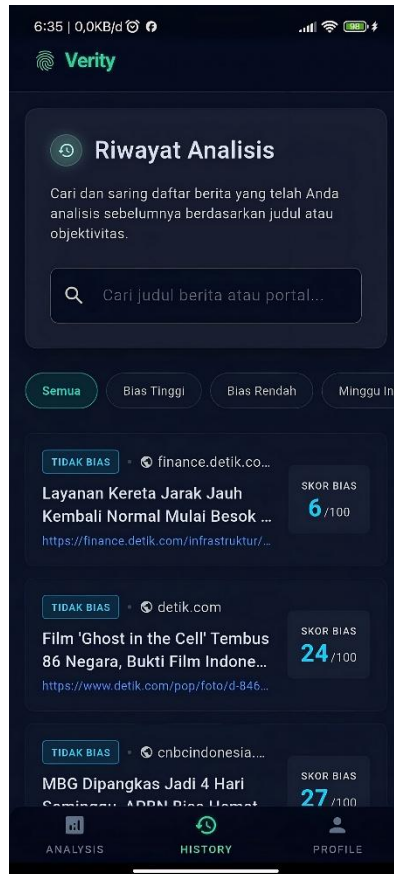 6:35 | 0,0KB/d
98
Verity
Riwayat Analisis
Cari dan saring daftar berita yang telah Anda
analisis sebelumnya berdasarkan judul atau
objektivitas.
Cari judul berita atau portal...
Semua
Bias Tinggi
Bias Rendah
Minggu In
TIDAK BIAS • finance.detik.co...
Layanan Kereta Jarak Jauh
Kembali Normal Mulai Besok ...
https://finance.detik.com/infrastruktur/...
SKOR BIAS
6/100
TIDAK BIAS • detik.com
Film 'Ghost in the Cell' Tembus
86 Negara, Bukti Film Indone...
https://www.detik.com/pop/foto/d-846...
SKOR BIAS
24/100
TIDAK BIAS • cnbcindonesia....
MBG Dipangkas Jadi 4 Hari
Seminggu, APBN Bisa Hemat
SKOR BIAS
27/100
ANALYSIS
HISTORY
PROFILE